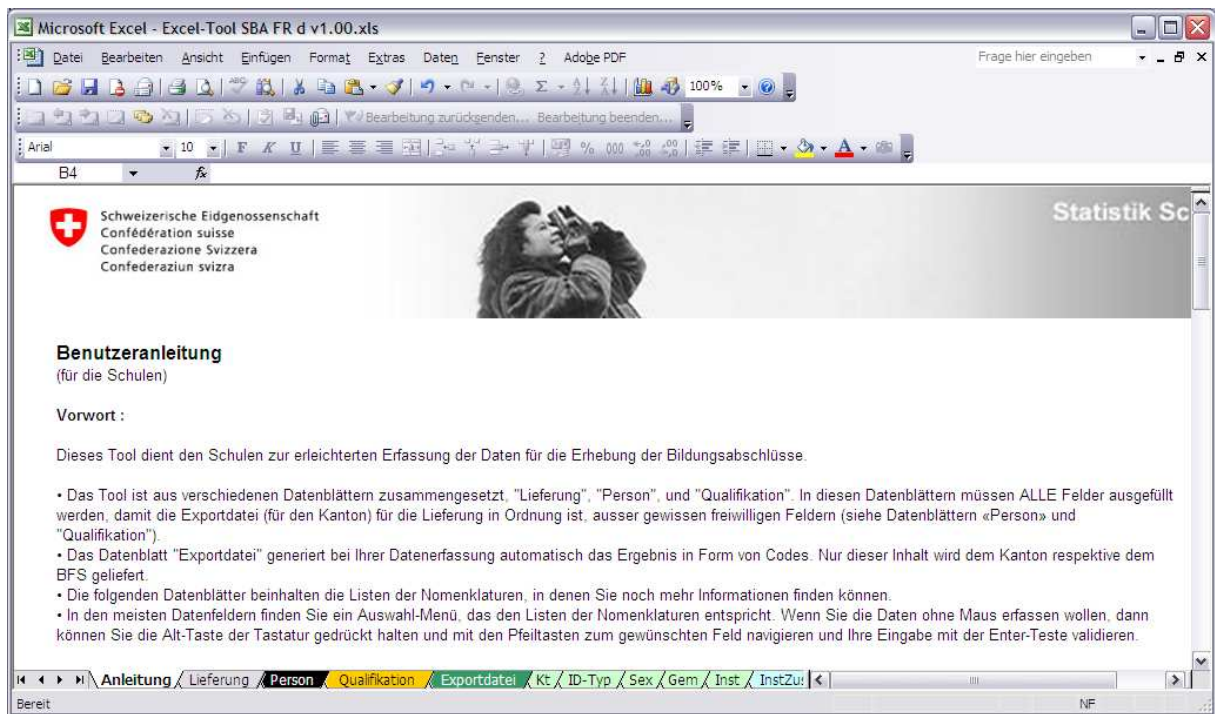 Microsoft Excel - Excel-Tool SBA FR d v1.00.xls
Datei Bearbeiten Ansicht Einfügen Format Extras Daten Fenster ? Adobe PDF Frage hier eingeben
100%
Bearbeitung zurücksenden... Bearbeitung beenden...
Arial 10 F K U % 000
B4 fx
Schweizerische Eidgenossenschaft
Confédération suisse
Confederazione Svizzera
Confederaziun svizra
Statistik Sc
Benutzeranleitung
(für die Schulen)
Vorwort :
Dieses Tool dient den Schulen zur erleichterten Erfassung der Daten für die Erhebung der Bildungsabschlüsse.
• Das Tool ist aus verschiedenen Datenblättern zusammengesetzt, "Lieferung", "Person", und "Qualifikation". In diesen Datenblättern müssen ALLE Felder ausgefüllt
werden, damit die Exportdatei (für den Kanton) für die Lieferung in Ordnung ist, ausser gewissen freiwilligen Feldern (siehe Datenblättern «Person» und
"Qualifikation").
• Das Datenblatt "Exportdatei" generiert bei Ihrer Datenerfassung automatisch das Ergebnis in Form von Codes. Nur dieser Inhalt wird dem Kanton respektive dem
BFS geliefert.
• Die folgenden Datenblätter beinhalten die Listen der Nomenklaturen, in denen Sie noch mehr Informationen finden können.
• In den meisten Datenfeldern finden Sie ein Auswahl-Menü, das den Listen der Nomenklaturen entspricht. Wenn Sie die Daten ohne Maus erfassen wollen, dann
können Sie die Alt-Taste der Tastatur gedrückt halten und mit den Pfeiltasten zum gewünschten Feld navigieren und Ihre Eingabe mit der Enter-Teste validieren.
Anleitung Lieferung Person Qualifikation Exportdatei Kt ID-Typ Sex Gem Inst InstZu
Bereit NF